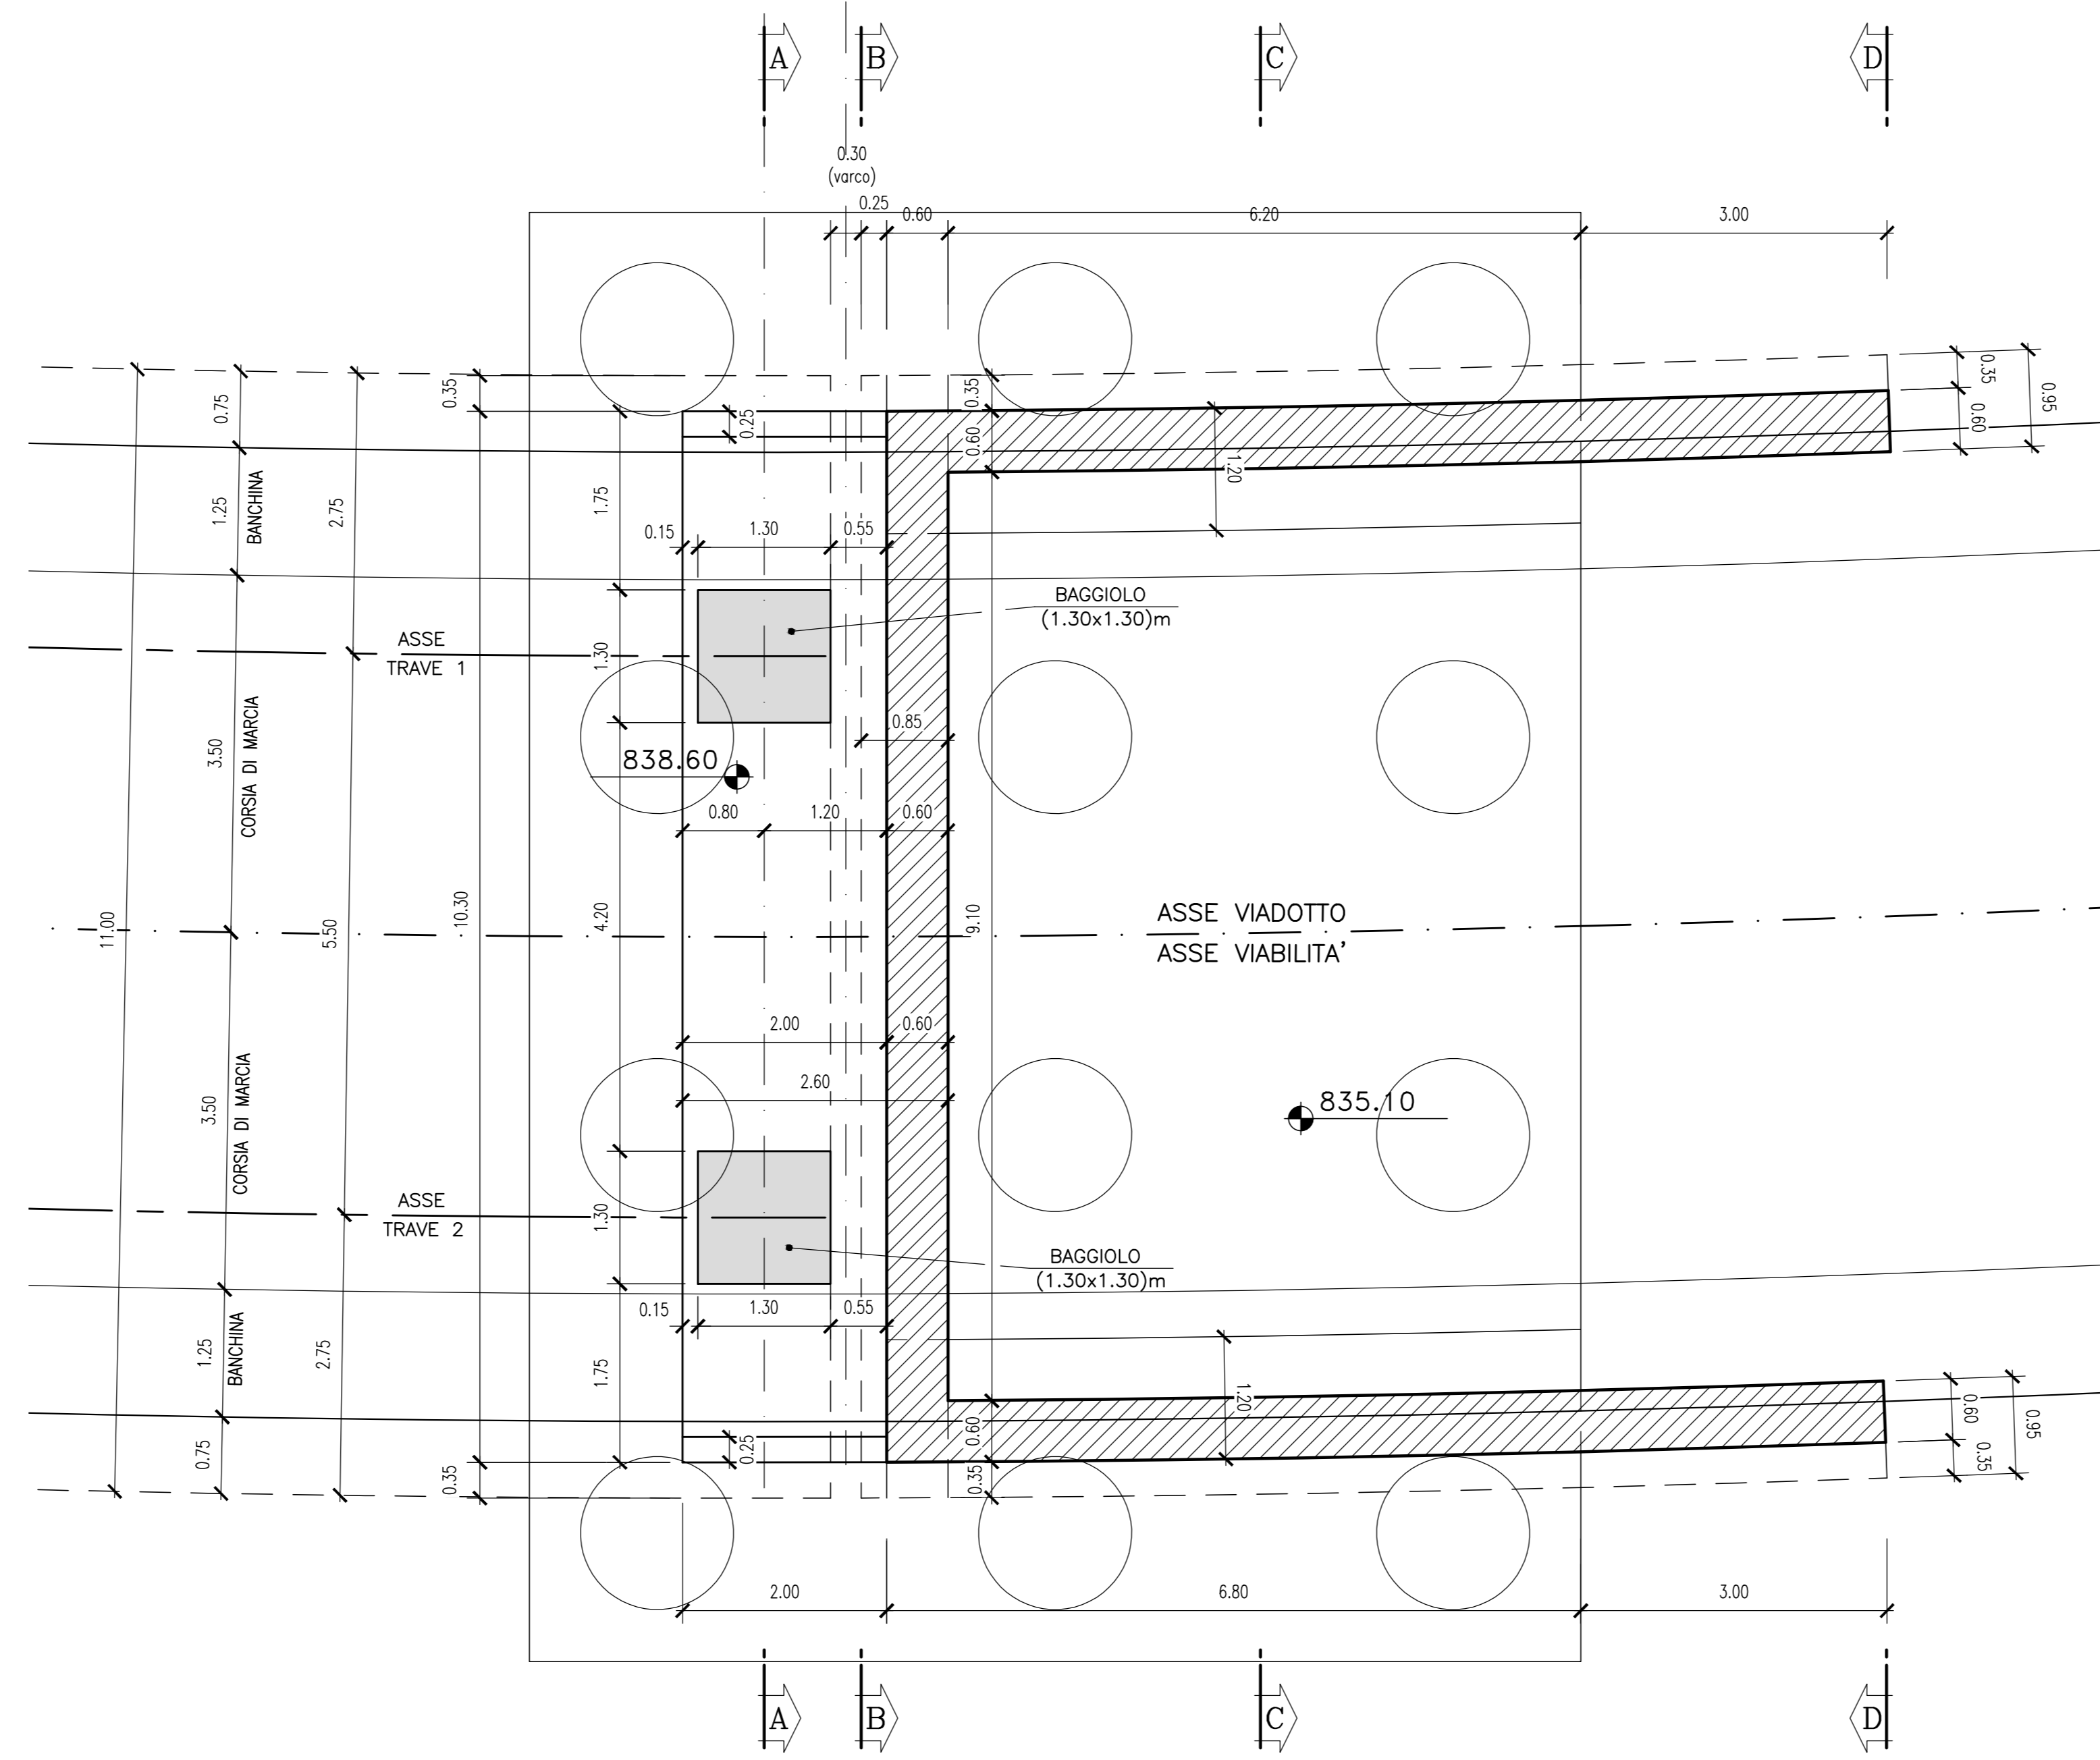 A
B
C
D
0.30
(varco)
0.25
0.60
6.20
3.00
0.35
0.75
0.25
0.35
0.60
1.20
0.35
0.60
0.95
1.25
BANCHINA
2.75
1.75
0.15
1.30
0.55
BAGGIOLO
(1.30x1.30)m
ASSE
TRAVE 1
1.30
3.50
CORSIA DI MARCIA
0.85
838.60
0.80
1.20
0.60
11.00
5.50
10.30
4.20
9.10
ASSE VIADOTTO
ASSE VIABILITA'
2.00
0.60
2.60
3.50
CORSIA DI MARCIA
835.10
ASSE
TRAVE 2
1.30
BAGGIOLO
(1.30x1.30)m
0.15
1.30
0.55
1.25
BANCHINA
2.75
1.75
1.20
0.75
0.35
0.25
0.60
0.35
0.60
0.35
0.95
2.00
6.80
3.00
A
B
C
D